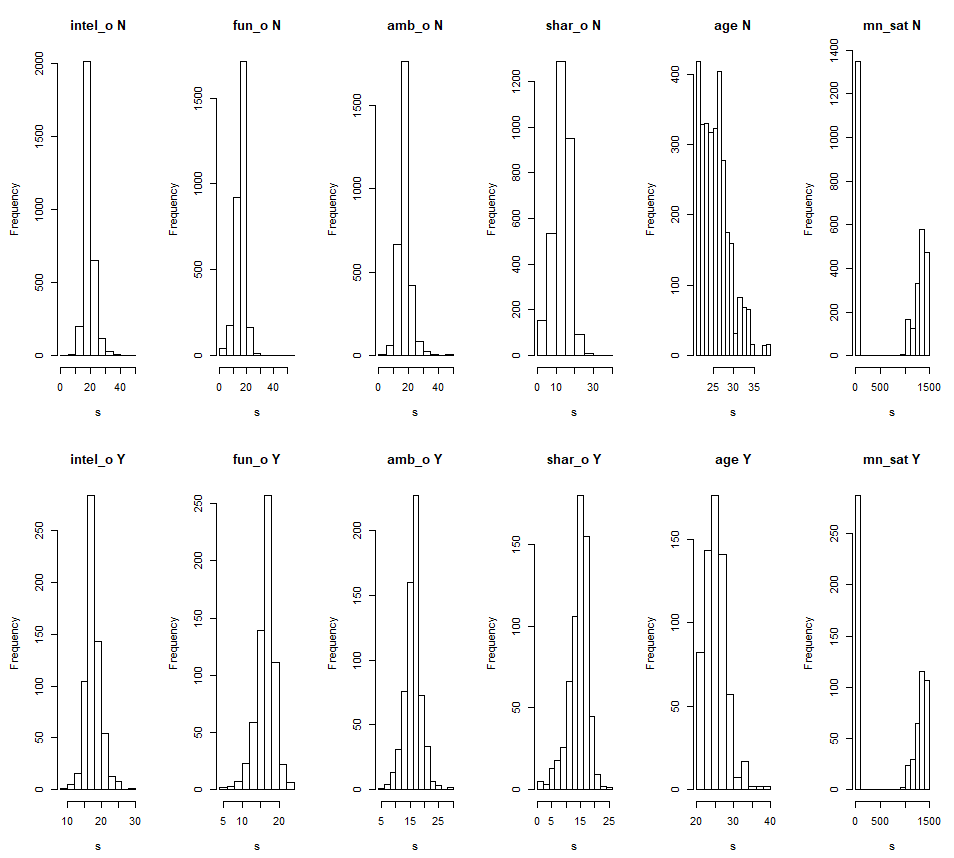 intel_o N
fun_o N
amb_o N
shar_o N
age N
mn_sat N
Frequency
0 500 1000 1500 2000
0 20 40
s
Frequency
0 500 1000 1500
0 20 40
s
Frequency
0 500 1000 1500
0 20 40
s
Frequency
0 200 400 600 800 1000 1200
0 10 30
s
Frequency
0 100 200 300 400
25 30 35
s
Frequency
0 200 400 600 800 1000 1200 1400
0 500 1500
s
intel_o Y
fun_o Y
amb_o Y
shar_o Y
age Y
mn_sat Y
Frequency
0 50 100 150 200 250
10 20 30
s
Frequency
0 50 100 150 200 250
5 10 20
s
Frequency
0 50 100 150 200
5 15 25
s
Frequency
0 50 100 150
0 5 15 25
s
Frequency
0 50 100 150
20 30 40
s
Frequency
0 50 100 150 200 250
0 500 1500
s